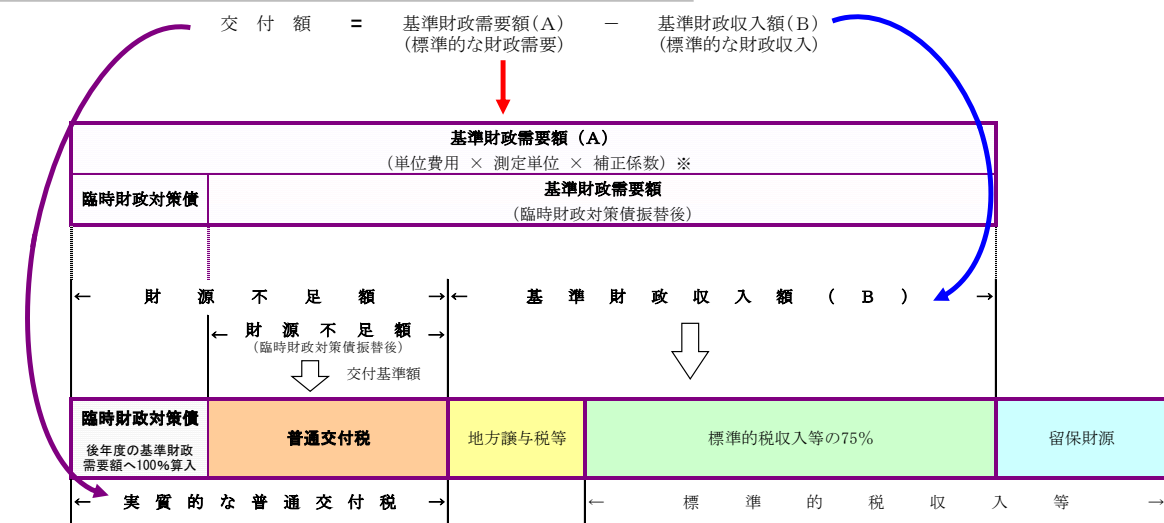 交付額 = 基準財政需要額(A) － 基準財政収入額(B)
(標準的な財政需要) (標準的な財政収入)
基準財政需要額（A）
（単位費用 × 測定単位 × 補正係数）※
臨時財政対策債
基準財政需要額
（臨時財政対策債振替後）
← 財源不足額 →
← 基準財政収入額(B) →
← 財源不足額 →
（臨時財政対策債振替後）
交付基準額
臨時財政対策債
後年度の基準財政
需要額へ100%算入
普通交付税
地方譲与税等
標準的税収入等の75%
留保財源
← 実質的な普通交付税 →
← 標準的税収入等 →